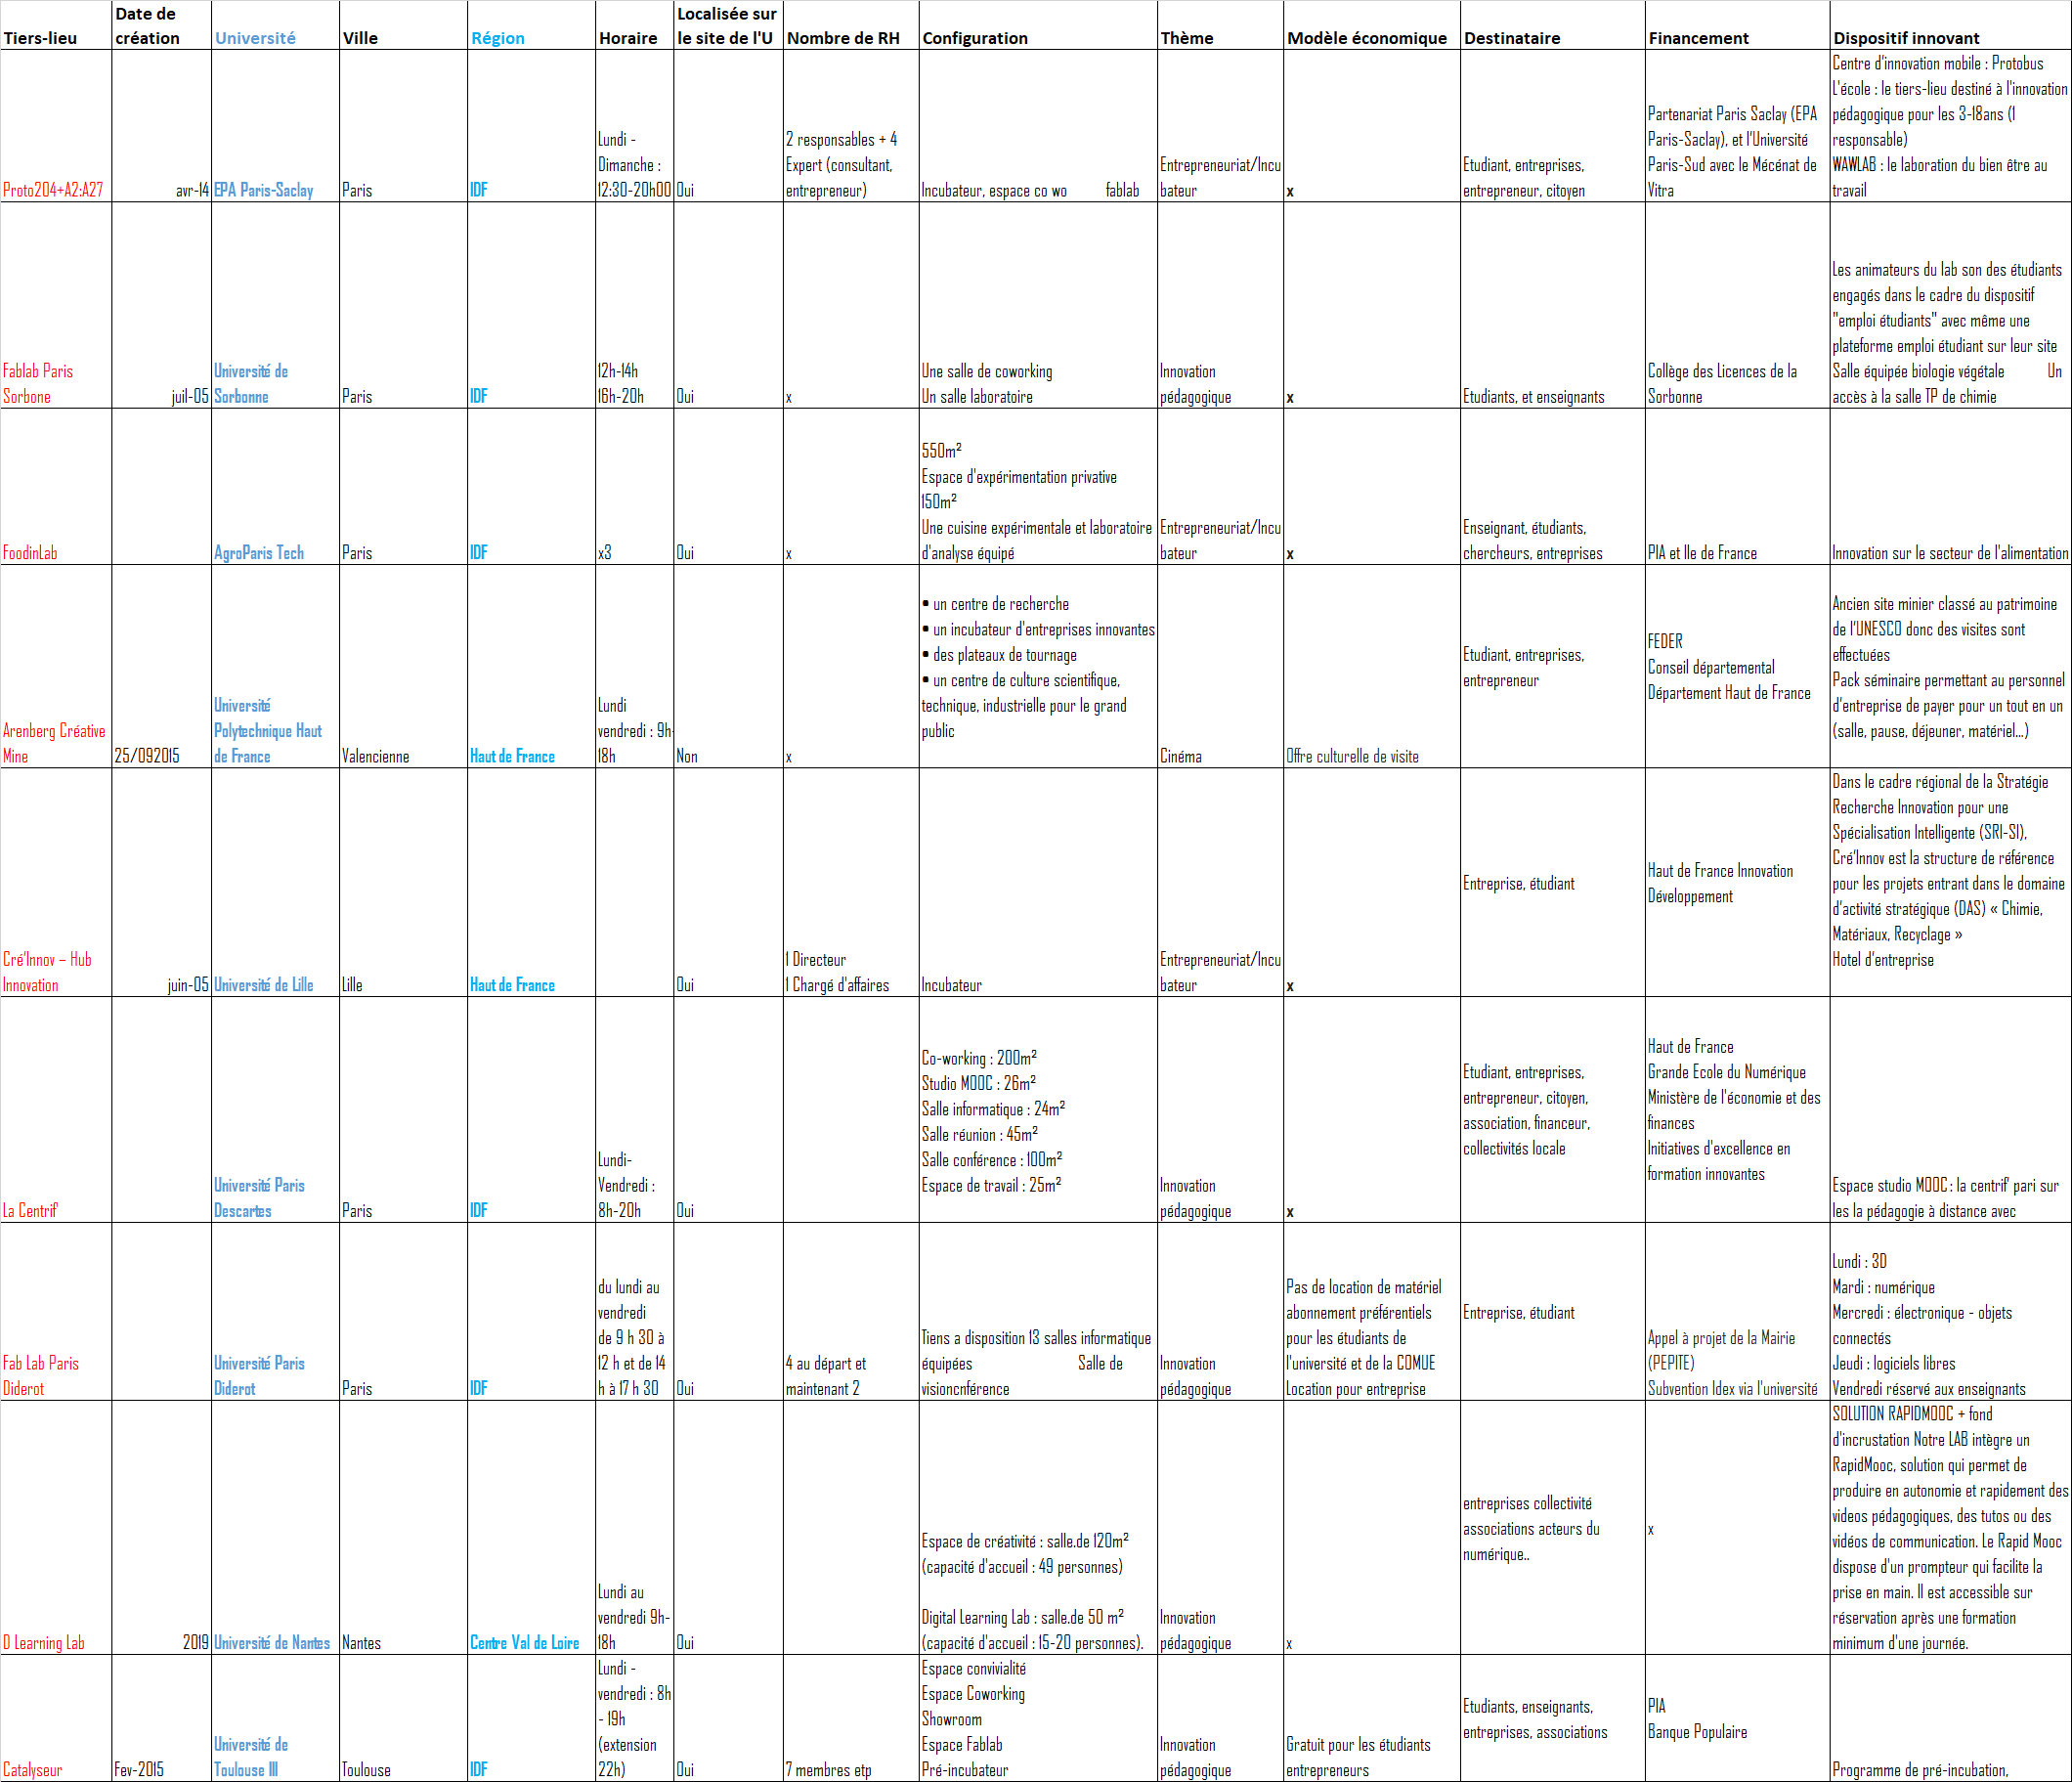 Tiers-lieu
Date de
création
Université
Ville
Région
Horaire
Localisée sur
le site de l'U
Nombre de RH
Configuration
Thème
Modèle économique
Destinataire
Financement
Dispositif innovant
Proto204+A2:A27
avr-14
EPA Paris-Saclay
Paris
IDF
Lundi -
Dimanche :
12:30-20h00
Oui
2 responsables + 4
Expert (consultant,
entrepreneur)
Incubateur, espace co wo fablab
Entrepreneuriat/Incu
bateur
x
Etudiant, entreprises,
entrepreneur, citoyen
Partenariat Paris Saclay (EPA
Paris-Saclay), et l'Université
Paris-Sud avec le Mécénat de
Vitra
Centre d'innovation mobile : Protobus
L'école : le tiers-lieu destiné à l'innovation
pédagogique pour les 3-18ans (1
responsable)
WAWLAB : le laboration du bien être au
travail
Fablab Paris
Sorbone
juil-05
Université de
Sorbonne
Paris
IDF
12h-14h
16h-20h
Oui
x
Une salle de coworking
Un salle laboratoire
Innovation
pédagogique
x
Etudiants, et enseignants
Collège des Licences de la
Sorbonne
Les animateurs du lab son des étudiants
engagés dans le cadre du dispositif
"emploi étudiants" avec même une
plateforme emploi étudiant sur leur site
Salle équipée biologie végétale Un
accès à la salle TP de chimie
FoodinLab
AgroParis Tech
Paris
IDF
x3
Oui
x
550m²
Espace d'expérimentation privative
150m²
Une cuisine expérimentale et laboratoire
d'analyse équipé
Entrepreneuriat/Incu
bateur
x
Enseignant, étudiants,
chercheurs, entreprises
PIA et Ile de France
Innovation sur le secteur de l'alimentation
Arenberg Créative
Mine
25/092015
Université
Polytechnique Haut
de France
Valencienne
Haut de France
Lundi
vendredi : 9h-
18h
Non
x
• un centre de recherche
• un incubateur d'entreprises innovantes
• des plateaux de tournage
• un centre de culture scientifique,
technique, industrielle pour le grand
public
Cinéma
Offre culturelle de visite
Etudiant, entreprises,
entrepreneur
FEDER
Conseil départemental
Département Haut de France
Ancien site minier classé au patrimoine
de l'UNESCO donc des visites sont
effectuées
Pack séminaire permettant au personnel
d'entreprise de payer pour un tout en un
(salle, pause, déjeuner, matériel…)
Cré'Innov – Hub
Innovation
juin-05
Université de Lille
Lille
Haut de France
Oui
1 Directeur
1 Chargé d'affaires
Incubateur
Entrepreneuriat/Incu
bateur
x
Entreprise, étudiant
Haut de France Innovation
Développement
Dans le cadre régional de la Stratégie
Recherche Innovation pour une
Spécialisation Intelligente (SRI-SI),
Cré'Innov est la structure de référence
pour les projets entrant dans le domaine
d'activité stratégique (DAS) « Chimie,
Matériaux, Recyclage »
Hotel d'entreprise
La Centrif'
Université Paris
Descartes
Paris
IDF
Lundi-
Vendredi :
8h-20h
Oui
Co-working : 200m²
Studio MOOC : 26m²
Salle informatique : 24m²
Salle réunion : 45m²
Salle conférence : 100m²
Espace de travail : 25m²
Innovation
pédagogique
x
Etudiant, entreprises,
entrepreneur, citoyen,
association, financeur,
collectivités locale
Haut de France
Grande Ecole du Numérique
Ministère de l'économie et des
finances
Initiatives d'excellence en
formation innovantes
Espace studio MOOC : la centrif' pari sur
les la pédagogie à distance avec
Fab Lab Paris
Diderot
Université Paris
Diderot
Paris
IDF
du lundi au
vendredi
de 9 h 30 à
12 h et de 14
h à 17 h 30
Oui
4 au départ et
maintenant 2
Tiens a disposition 13 salles informatique
équipées Salle de
visioncnférence
Innovation
pédagogique
Pas de location de matériel
abonnement préférentiels
pour les étudiants de
l'université et de la COMUE
Location pour entreprise
Entreprise, étudiant
Appel à projet de la Mairie
(PEPITE)
Subvention Idex via l'université
Lundi : 3D
Mardi : numérique
Mercredi : électronique - objets
connectés
Jeudi : logiciels libres
Vendredi réservé aux enseignants
D Learning Lab
2019
Université de Nantes
Nantes
Centre Val de Loire
Lundi au
vendredi 9h-
18h
Oui
Espace de créativité : salle.de 120m²
(capacité d'accueil : 49 personnes)
Digital Learning Lab : salle.de 50 m²
(capacité d'accueil : 15-20 personnes).
Innovation
pédagogique
x
entreprises collectivité
associations acteurs du
numérique..
x
SOLUTION RAPIDMOOC + fond
d'incrustation Notre LAB intègre un
RapidMooc, solution qui permet de
produire en autonomie et rapidement des
videos pédagogiques, des tutos ou des
vidéos de communication. Le Rapid Mooc
dispose d'un prompteur qui facilite la
prise en main. Il est accessible sur
réservation après une formation
minimum d'une journée.
Catalyseur
Fev-2015
Université de
Toulouse III
Toulouse
IDF
Lundi -
vendredi : 8h
- 19h
(extension
22h)
Oui
7 membres etp
Espace convivialité
Espace Coworking
Showroom
Espace Fablab
Pré-incubateur
Innovation
pédagogique
Gratuit pour les étudiants
entrepreneurs
Etudiants, enseignants,
entreprises, associations
PIA
Banque Populaire
Programme de pré-incubation,